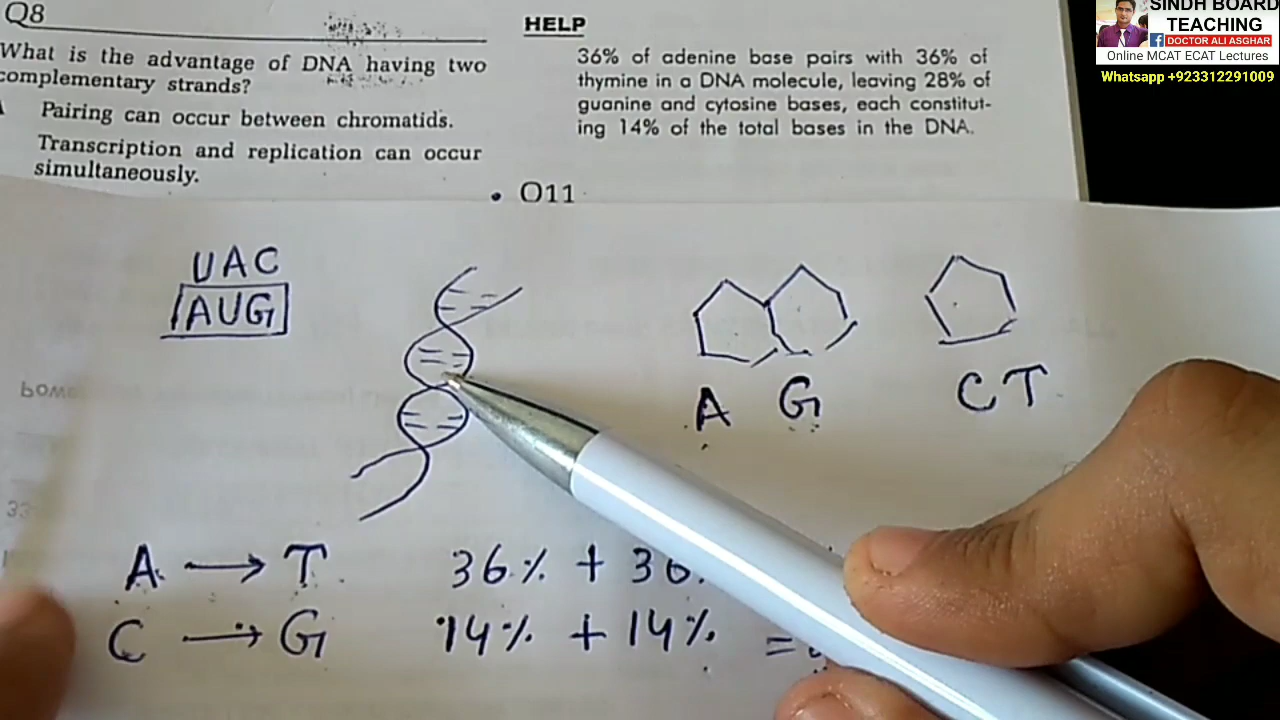 Q8
What is the advantage of DNA having two
complementary strands?
Pairing can occur between chromatids.
Transcription and replication can occur
simultaneously.
HELP
36% of adenine base pairs with 36% of
thymine in a DNA molecule, leaving 28% of
guanine and cytosine bases, each constitut-
ing 14% of the total bases in the DNA.
• Q11
SINDH BOARD
TEACHING
DOCTOR ALI ASGHAR
Online MCAT ECAT Lectures
Whatsapp +923312291009
UAC
AUG
A G
C T
A → T 36% + 36
C → G 14% + 14% =